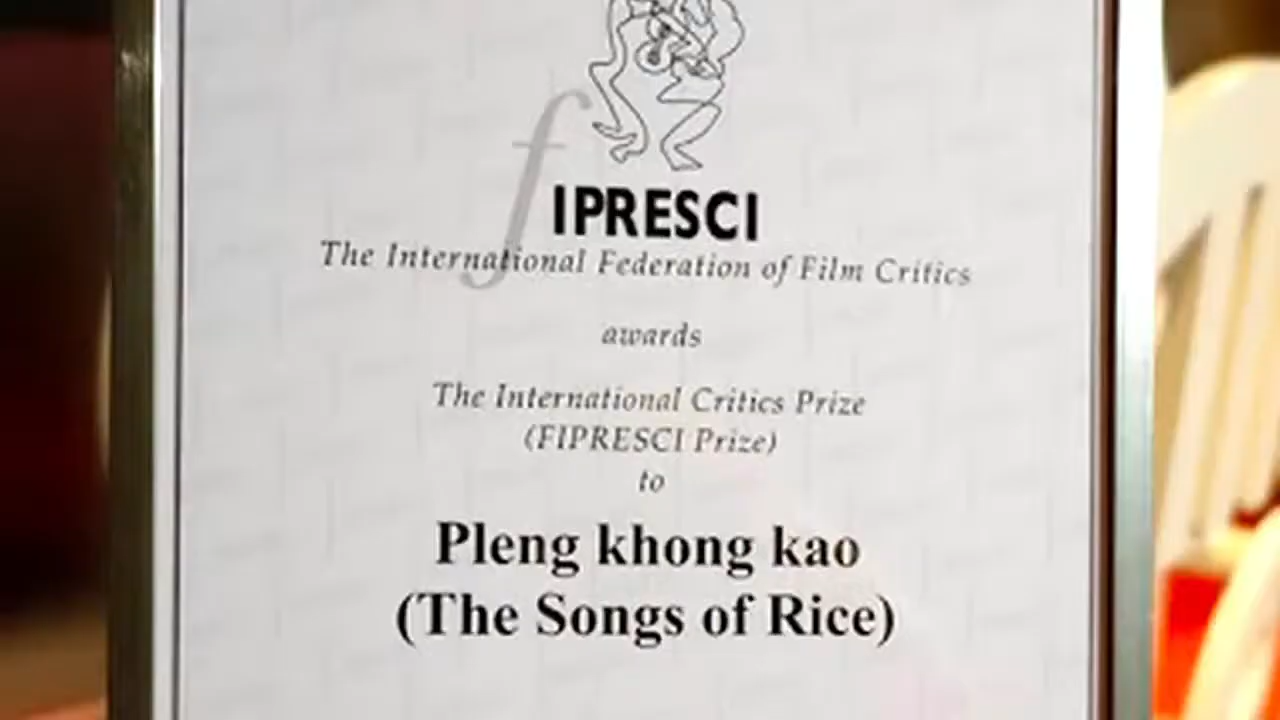 fIPRESCI
The International Federation of Film Critics
awards
The International Critics Prize
(FIPRESCI Prize)
to
Pleng khong kao
(The Songs of Rice)